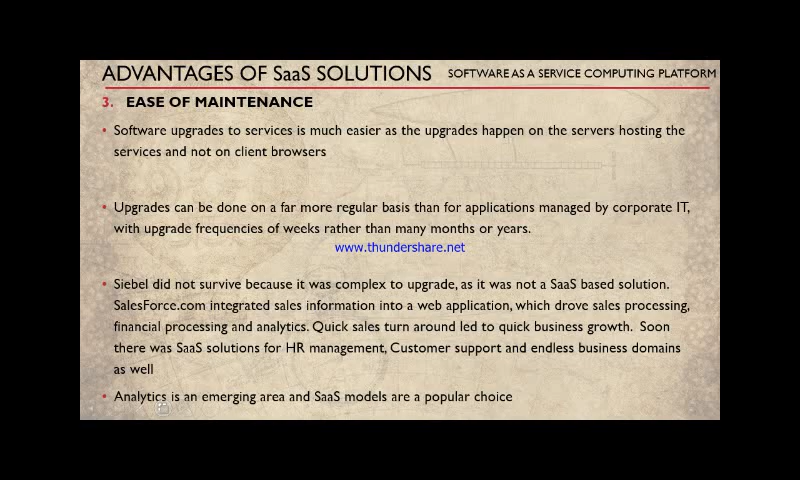 ADVANTAGES OF SaaS SOLUTIONS SOFTWARE AS A SERVICE COMPUTING PLATFORM
3. EASE OF MAINTENANCE
• Software upgrades to services is much easier as the upgrades happen on the servers hosting the
services and not on client browsers
• Upgrades can be done on a far more regular basis than for applications managed by corporate IT,
with upgrade frequencies of weeks rather than many months or years.
www.thundershare.net
• Siebel did not survive because it was complex to upgrade, as it was not a SaaS based solution.
SalesForce.com integrated sales information into a web application, which drove sales processing,
financial processing and analytics. Quick sales turn around led to quick business growth. Soon
there was SaaS solutions for HR management, Customer support and endless business domains
as well
• Analytics is an emerging area and SaaS models are a popular choice